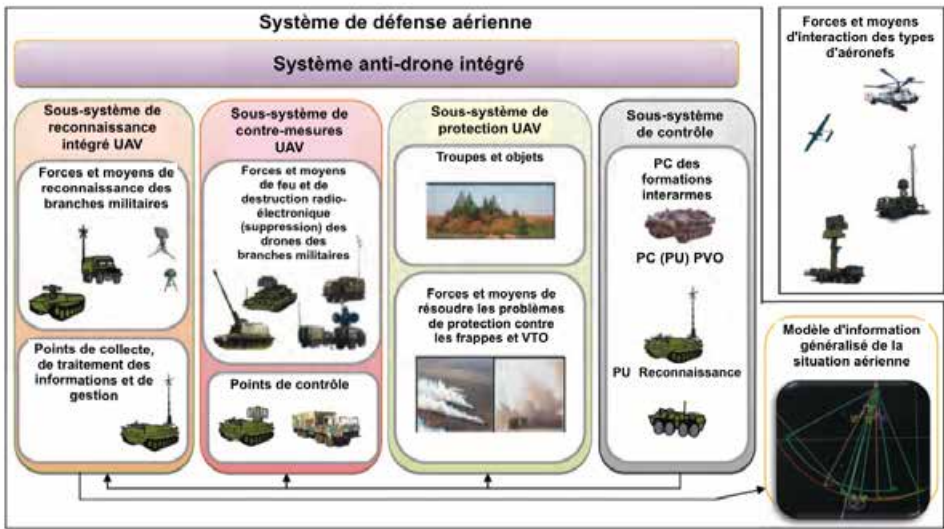 Système de défense aérienne
Système anti-drone intégré
Sous-système de
reconnaissance
intégré UAV
Forces et moyens de
reconnaissance des
branches militaires
Points de collecte,
de traitement des
informations et de
gestion
Sous-système de
contre-mesures
UAV
Forces et moyens
de feu et de
destruction radio-
électronique
(suppression) des
drones des
branches militaires
Points de contrôle
Sous-système de
protection UAV
Troupes et objets
Forces et moyens de
résoudre les problèmes
de protection contre
les frappes et VTO
Sous-système
de contrôle
PC des
formations
interarmes
PC (PU) PVO
PU Reconnaissance
Forces et moyens
d'interaction des types
d'aéronefs
Modèle d'information
généralisé de la
situation aérienne